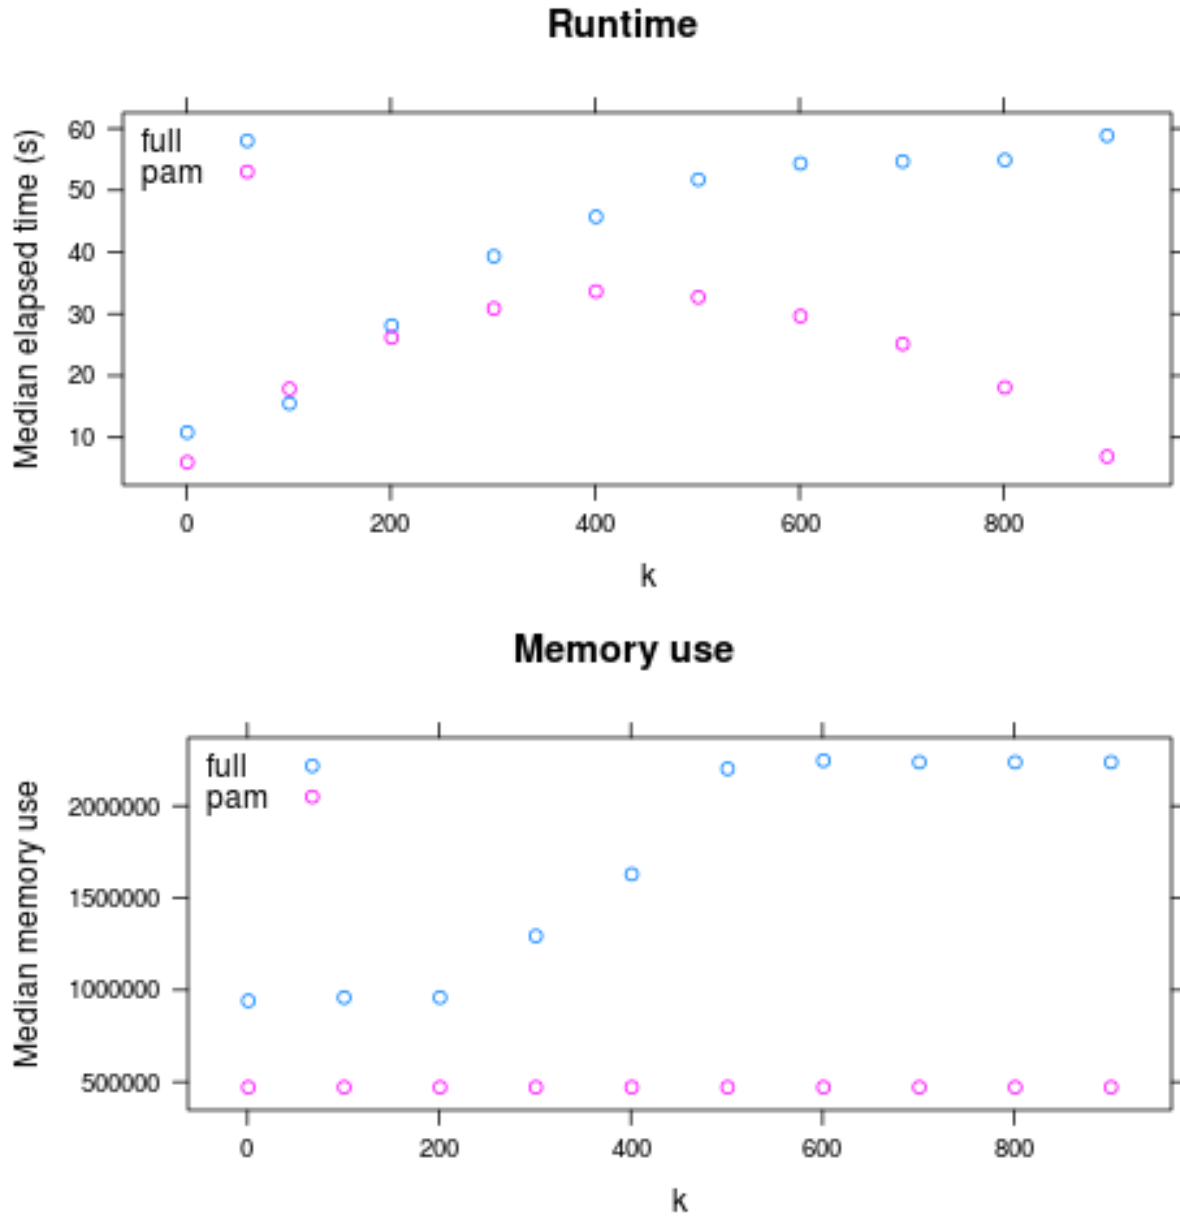 Runtime
Median elapsed time (s)
60
50
40
30
20
10
full
pam
0 200 400 600 800
k
Memory use
Median memory use
2000000
1500000
1000000
500000
full
pam
0 200 400 600 800
k